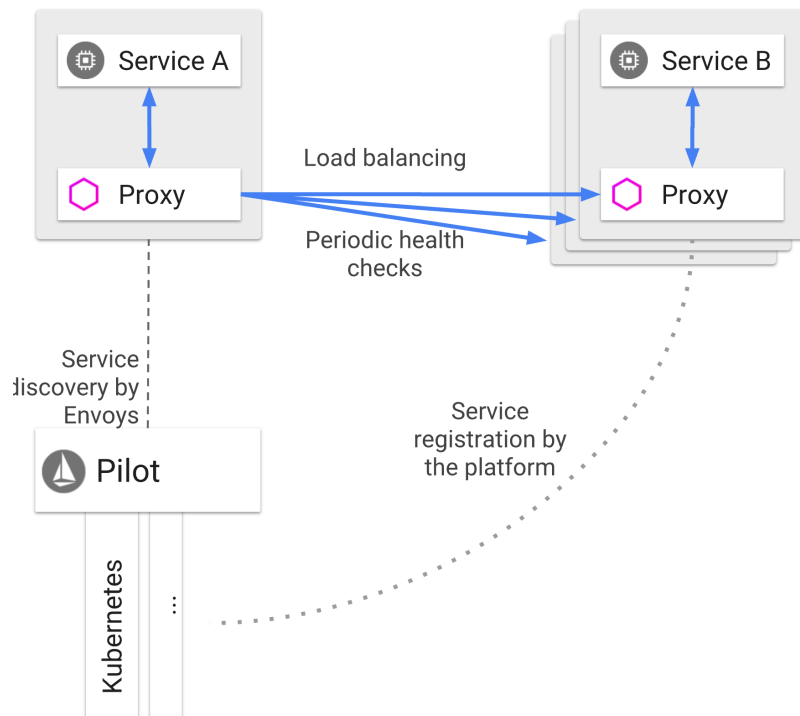 Service A
Service B
Load balancing
Proxy
Proxy
Periodic health
checks
Service
discovery by
Envoys
Service
registration by
the platform
Pilot
Kubernetes
...